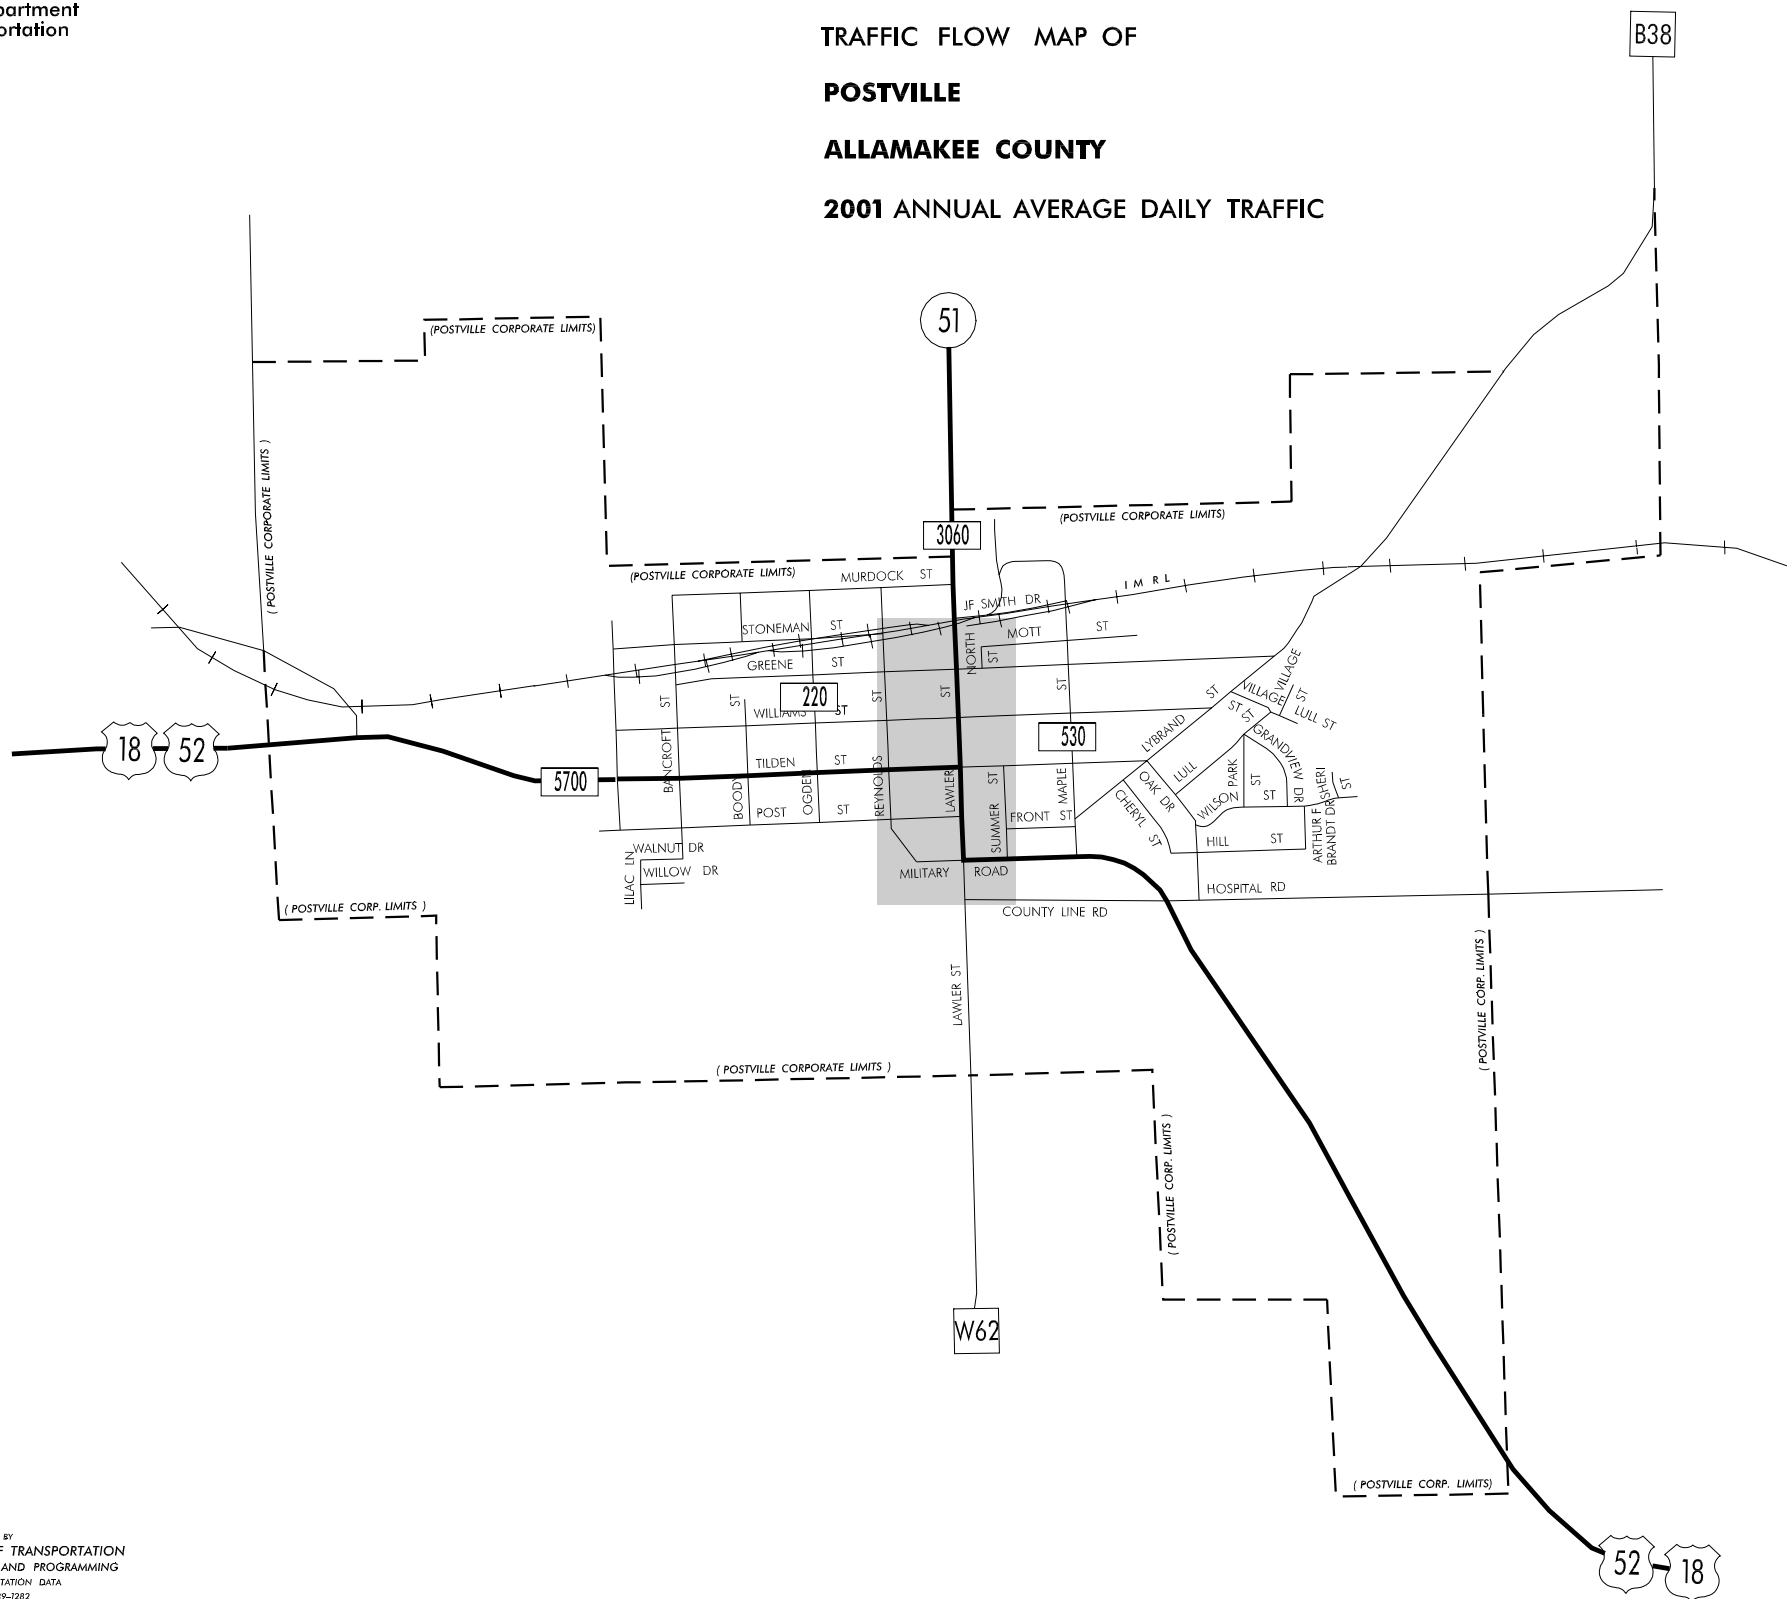 TRAFFIC FLOW MAP OF
POSTVILLE
ALLAMAKEE COUNTY
2001 ANNUAL AVERAGE DAILY TRAFFIC
B38
51
(POSTVILLE CORPORATE LIMITS)
( POSTVILLE CORPORATE LIMITS )
(POSTVILLE CORPORATE LIMITS)
3060
(POSTVILLE CORPORATE LIMITS)
MURDOCK ST
I M R L
JF SMITH DR
STONEMAN ST
MOTT ST
NORTH ST
GREENE ST
220
WILLIAMS ST
530
18
52
5700
TILDEN ST
POST ST
BANCROFT ST
BOODY ST
OGDEN
REYNOLDS ST
LAWLER ST
SUMMER ST
MAPLE ST
FRONT ST
LYBRAND ST
VILLAGE ST
VILLAGE ST
LULL ST
LULL ST
GRANDVIEW DR
OAK DR
CHERYL ST
PARK ST
WILSON ST
SHERI ST
ARTHUR F
BRANDT DR
HILL ST
WALNUT DR
WILLOW DR
LILAC LN
MILITARY ROAD
HOSPITAL RD
COUNTY LINE RD
( POSTVILLE CORP. LIMITS )
LAWLER ST
( POSTVILLE CORP. LIMITS )
( POSTVILLE CORPORATE LIMITS )
( POSTVILLE CORP. LIMITS )
W62
( POSTVILLE CORP. LIMITS)
52
18
BY
TRANSPORTATION
AND PROGRAMMING
DATA